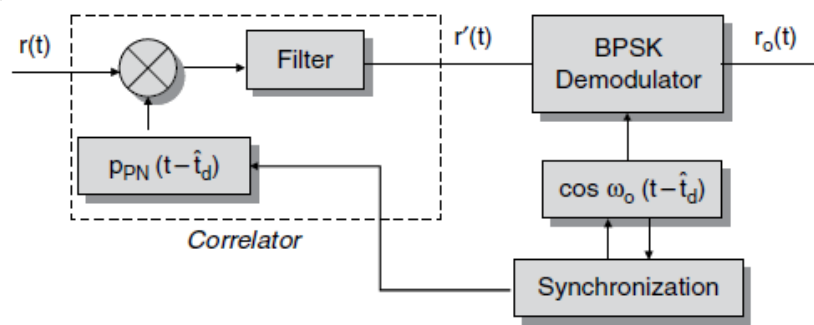 r(t)
Filter
r′(t)
BPSK
Demodulator
rₒ(t)
p_PN (t−t̂_d)
cos ωₒ (t−t̂_d)
Correlator
Synchronization